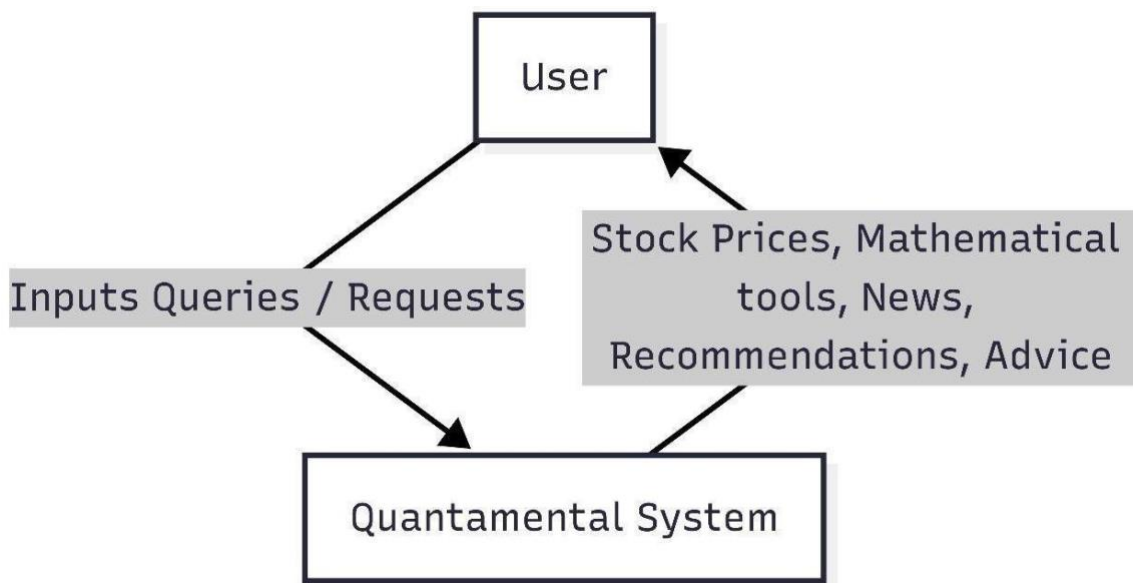 User
Inputs Queries / Requests
Stock Prices, Mathematical
tools, News,
Recommendations, Advice
Quantamental System